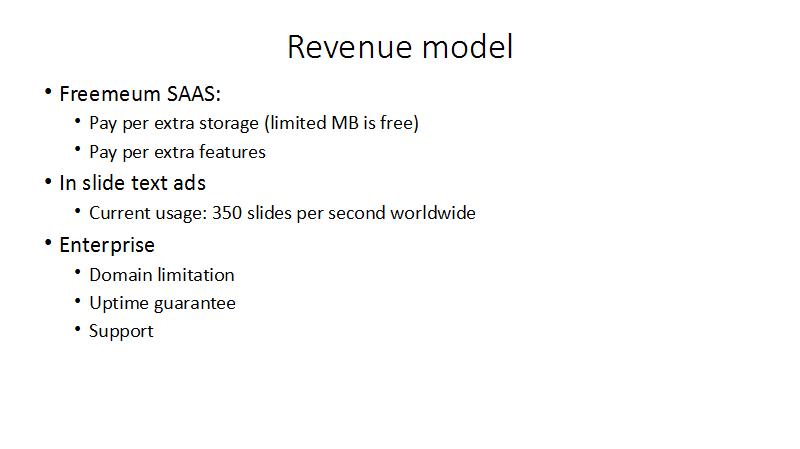 Revenue model
• Freemeum SAAS:
• Pay per extra storage (limited MB is free)
• Pay per extra features
• In slide text ads
• Current usage: 350 slides per second worldwide
• Enterprise
• Domain limitation
• Uptime guarantee
• Support